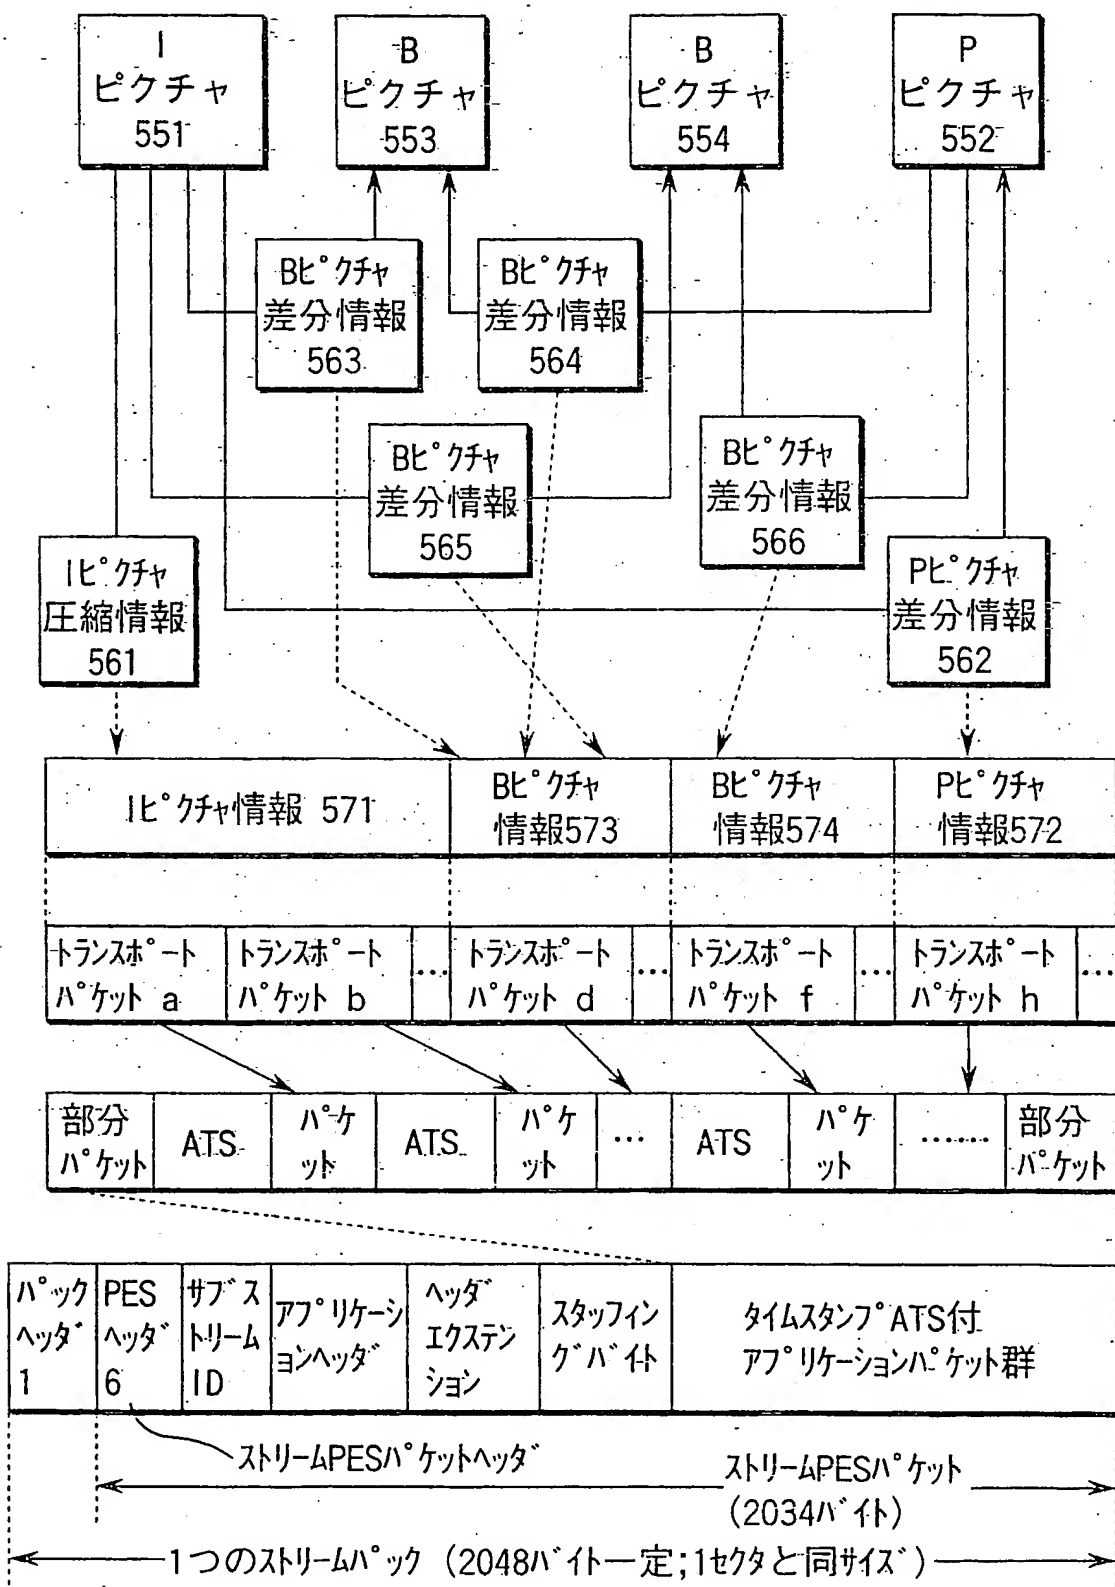 I
ピクチャ
551
B
ピクチャ
553
B
ピクチャ
554
P
ピクチャ
552
Bピクチャ
差分情報
563
Bピクチャ
差分情報
564
Bピクチャ
差分情報
565
Bピクチャ
差分情報
566
Iピクチャ
圧縮情報
561
Pピクチャ
差分情報
562
Iピクチャ情報 571
Bピクチャ
情報573
Bピクチャ
情報574
Pピクチャ
情報572
トランスポート
パケット a
トランスポート
パケット b
…
トランスポート
パケット d
…
トランスポート
パケット f
…
トランスポート
パケット h
…
部分
パケット
ATS
パケ
ット
ATS
パケ
ット
…
ATS
パケ
ット
……
部分
パケット
パック
ヘッダ
1
PES
ヘッダ
6
サブス
トリーム
ID
アプリケーシ
ョンヘッダ
ヘッダ
エクステン
ション
スタッフィン
グバイト
タイムスタンプATS付
アプリケーションパケット群
ストリームPESパケットヘッダ
ストリームPESパケット
(2034バイト)
1つのストリームパック (2048バイト一定;1セクタと同サイズ)